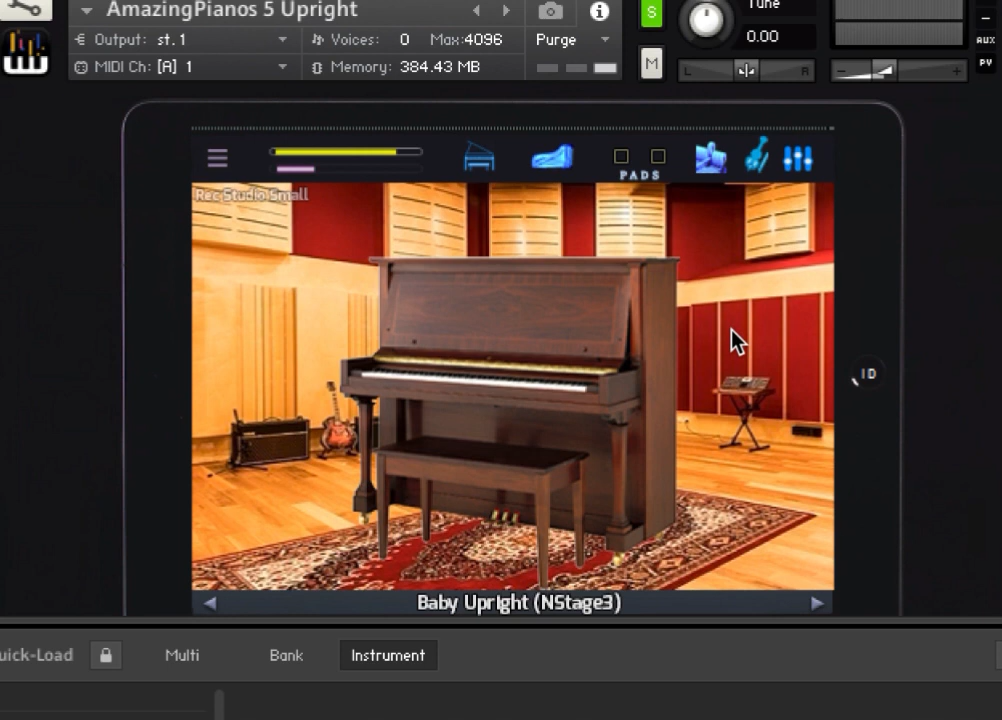 AmazingPianos 5 Upright
S
Tune
Output: st.1
Voices: 0 Max:4096
Purge
0.00
AUX
MIDI Ch: [A] 1
Memory: 384.43 MB
M
PV
L
R
- +
PADS
Rec Studio Small
ID
Baby Upright (NStage3)
uick-Load
Multi
Bank
Instrument